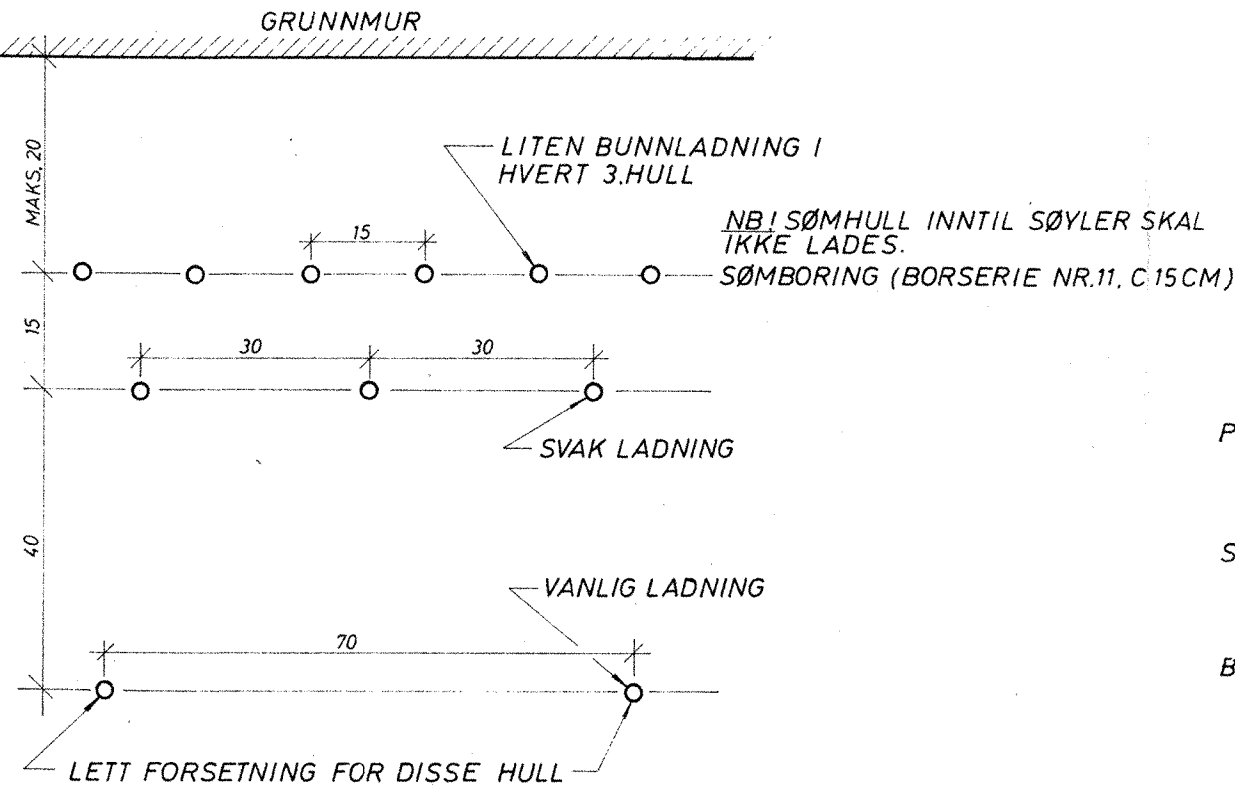 GRUNNMUR
MAKS. 20
LITEN BUNNLADNING I
HVERT 3.HULL
15
NB! SØMHULL INNTIL SØYLER SKAL
IKKE LADES.
SØMBORING (BORSERIE NR.11, C 15 CM)
15
30
30
SVAK LADNING
P
40
S
VANLIG LADNING
70
B
LETT FORSETNING FOR DISSE HULL